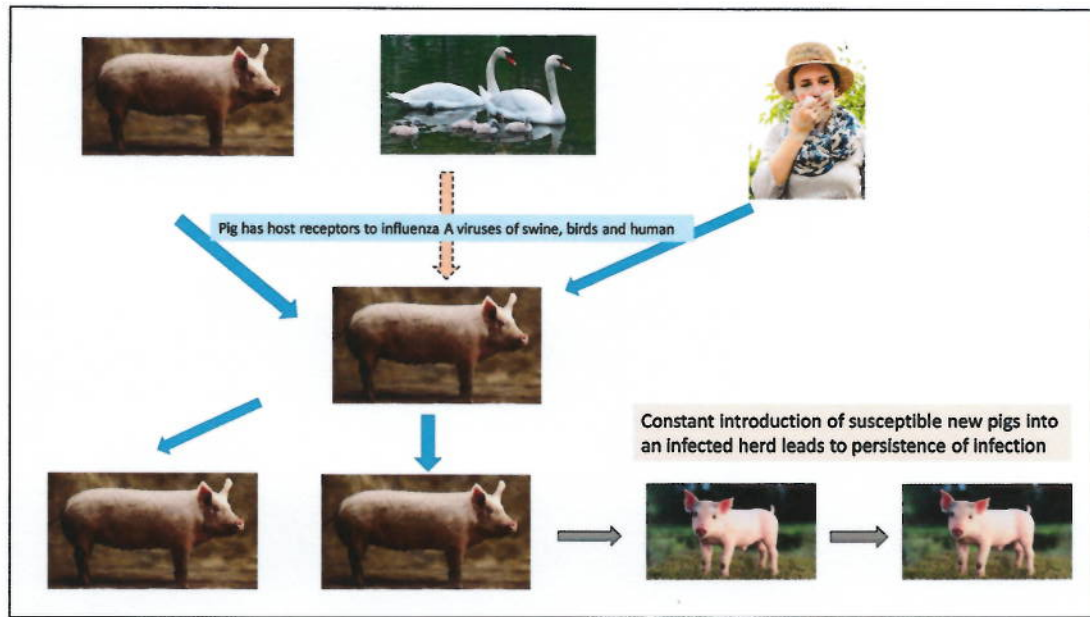 Pig has host receptors to influenza A viruses of swine, birds and human
Constant introduction of susceptible new pigs into
an infected herd leads to persistence of infection